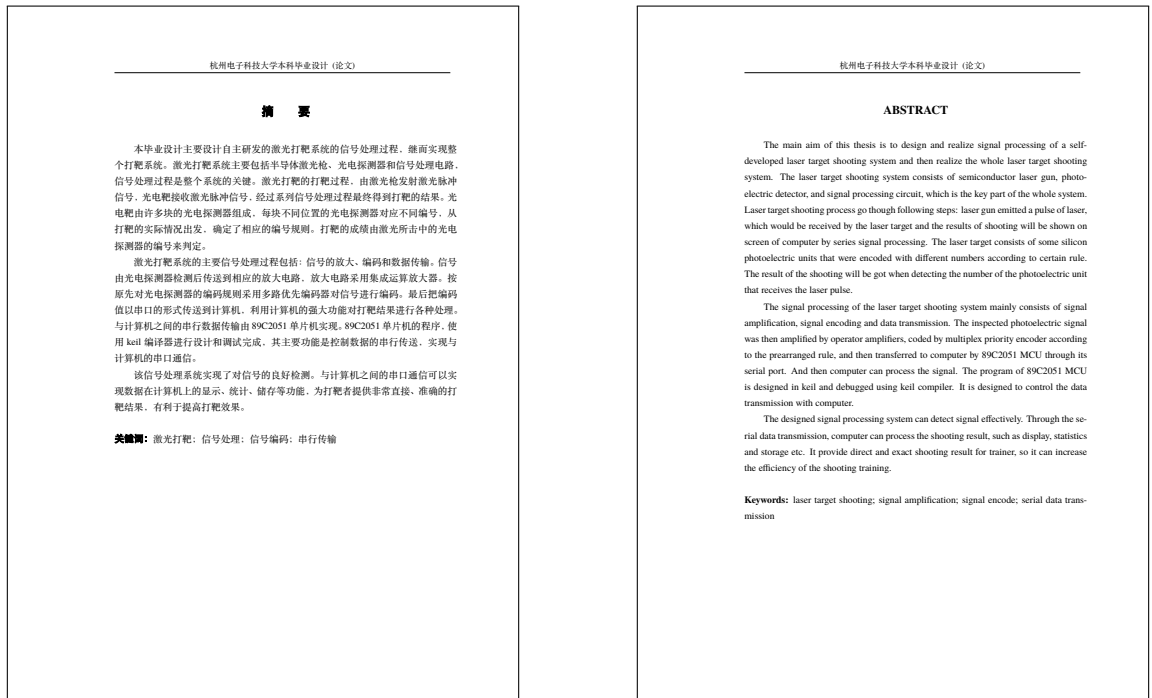 杭州电子科技大学本科毕业设计 (论文)
摘 要
本毕业设计主要设计自主研发的激光打靶系统的信号处理过程，继而实现整
个打靶系统。激光打靶系统主要包括半导体激光枪、光电探测器和信号处理电路，
信号处理过程是整个系统的关键。激光打靶的打靶过程，由激光枪发射激光脉冲
信号，光电靶接收激光脉冲信号，经过系列信号处理过程最终得到打靶的结果。光
电靶由许多块的光电探测器组成，每块不同位置的光电探测器对应不同编号，从
打靶的实际情况出发，确定了相应的编号规则。打靶的成绩由激光所击中的光电
探测器的编号来判定。
激光打靶系统的主要信号处理过程包括：信号的放大、编码和数据传输。信号
由光电探测器检测后传送到相应的放大电路，放大电路采用集成运算放大器。按
原先对光电探测器的编码规则采用多路优先编码器对信号进行编码。最后把编码
值以串口的形式传送到计算机，利用计算机的强大功能对打靶结果进行各种处理。
与计算机之间的串行数据传输由 89C2051 单片机实现。89C2051 单片机的程序，使
用 keil 编译器进行设计和调试完成，其主要功能是控制数据的串行传送，实现与
计算机的串口通信。
该信号处理系统实现了对信号的良好检测。与计算机之间的串口通信可以实
现数据在计算机上的显示、统计、储存等功能，为打靶者提供非常直接、准确的打
靶结果，有利于提高打靶效果。
关键词：激光打靶；信号处理；信号编码；串行传输
杭州电子科技大学本科毕业设计 (论文)
ABSTRACT
The main aim of this thesis is to design and realize signal processing of a self-
developed laser target shooting system and then realize the whole laser target shooting
system. The laser target shooting system consists of semiconductor laser gun, photo-
electric detector, and signal processing circuit, which is the key part of the whole system.
Laser target shooting process go though following steps: laser gun emitted a pulse of laser,
which would be received by the laser target and the results of shooting will be shown on
screen of computer by series signal processing. The laser target consists of some silicon
photoelectric units that were encoded with different numbers according to certain rule.
The result of the shooting will be got when detecting the number of the photoelectric unit
that receives the laser pulse.
The signal processing of the laser target shooting system mainly consists of signal
amplification, signal encoding and data transmission. The inspected photoelectric signal
was then amplified by operator amplifiers, coded by multiplex priority encoder according
to the prearranged rule, and then transferred to computer by 89C2051 MCU through its
serial port. And then computer can process the signal. The program of 89C2051 MCU
is designed in keil and debugged using keil compiler. It is designed to control the data
transmission with computer.
The designed signal processing system can detect signal effectively. Through the se-
rial data transmission, computer can process the shooting result, such as display, statistics
and storage etc. It provide direct and exact shooting result for trainer, so it can increase
the efficiency of the shooting training.
Keywords: laser target shooting; signal amplification; signal encode; serial data trans-
mission